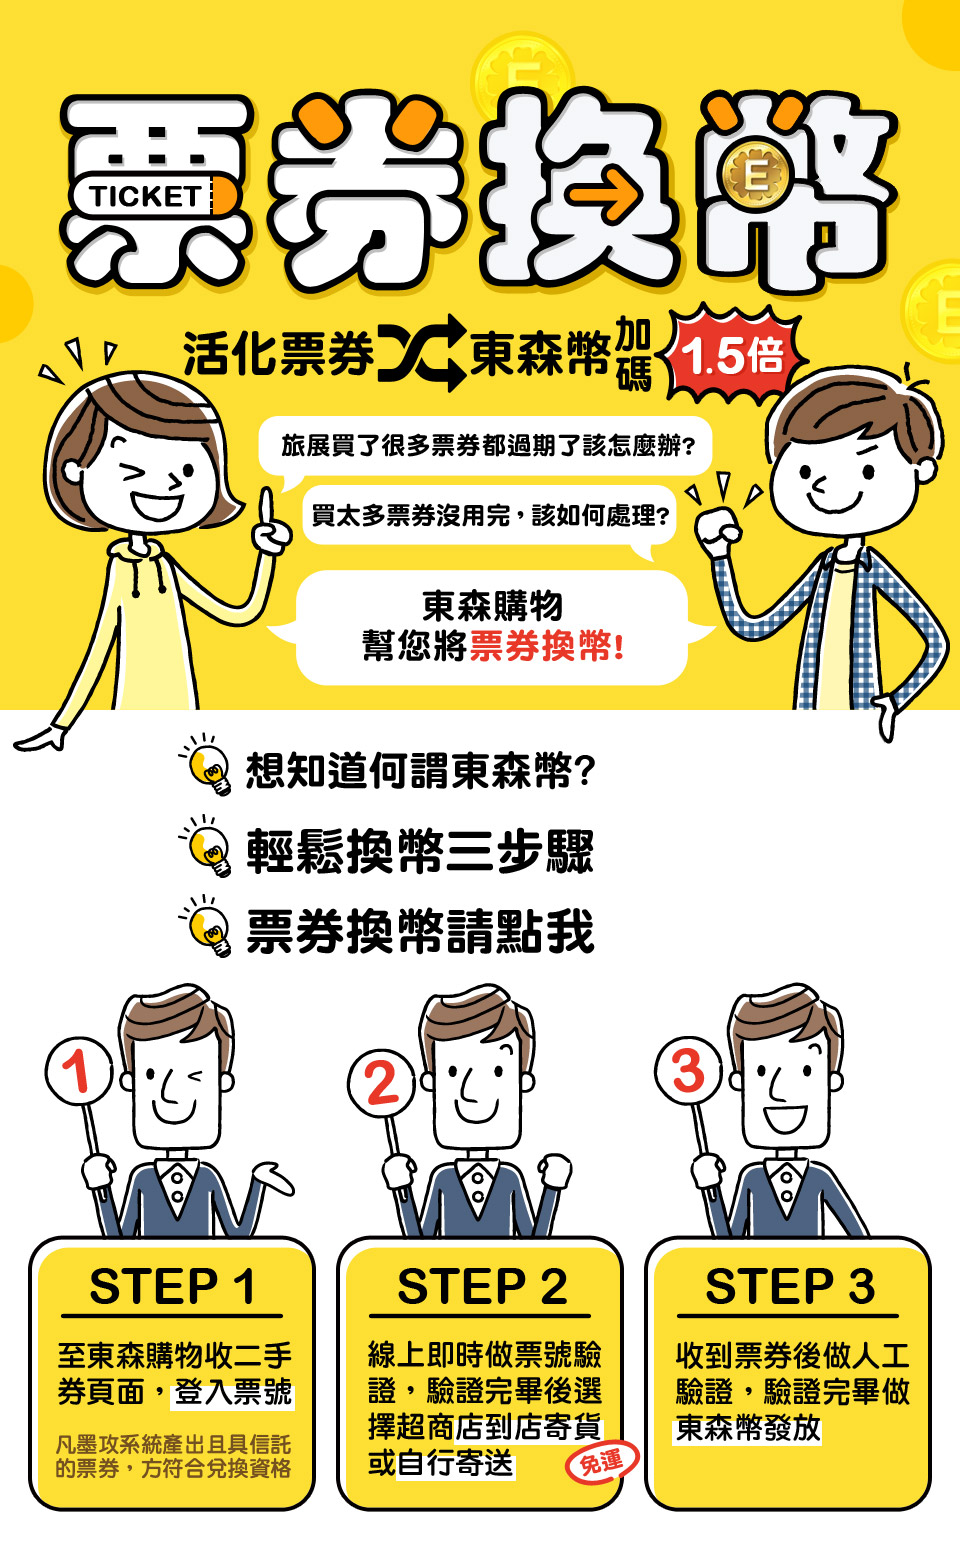 票券換幣
TICKET
E
E
E
活化票券 東森幣 加碼 1.5倍
旅展買了很多票券都過期了該怎麼辦?
買太多票券沒用完，該如何處理?
東森購物
幫您將票券換幣!
想知道何謂東森幣?
輕鬆換幣三步驟
票券換幣請點我
1
2
3
STEP 1
至東森購物收二手
券頁面，登入票號
凡墨攻系統產出且具信託
的票券，方符合兌換資格
STEP 2
線上即時做票號驗
證，驗證完畢後選
擇超商店到店寄貨
或自行寄送
免運
STEP 3
收到票券後做人工
驗證，驗證完畢做
東森幣發放